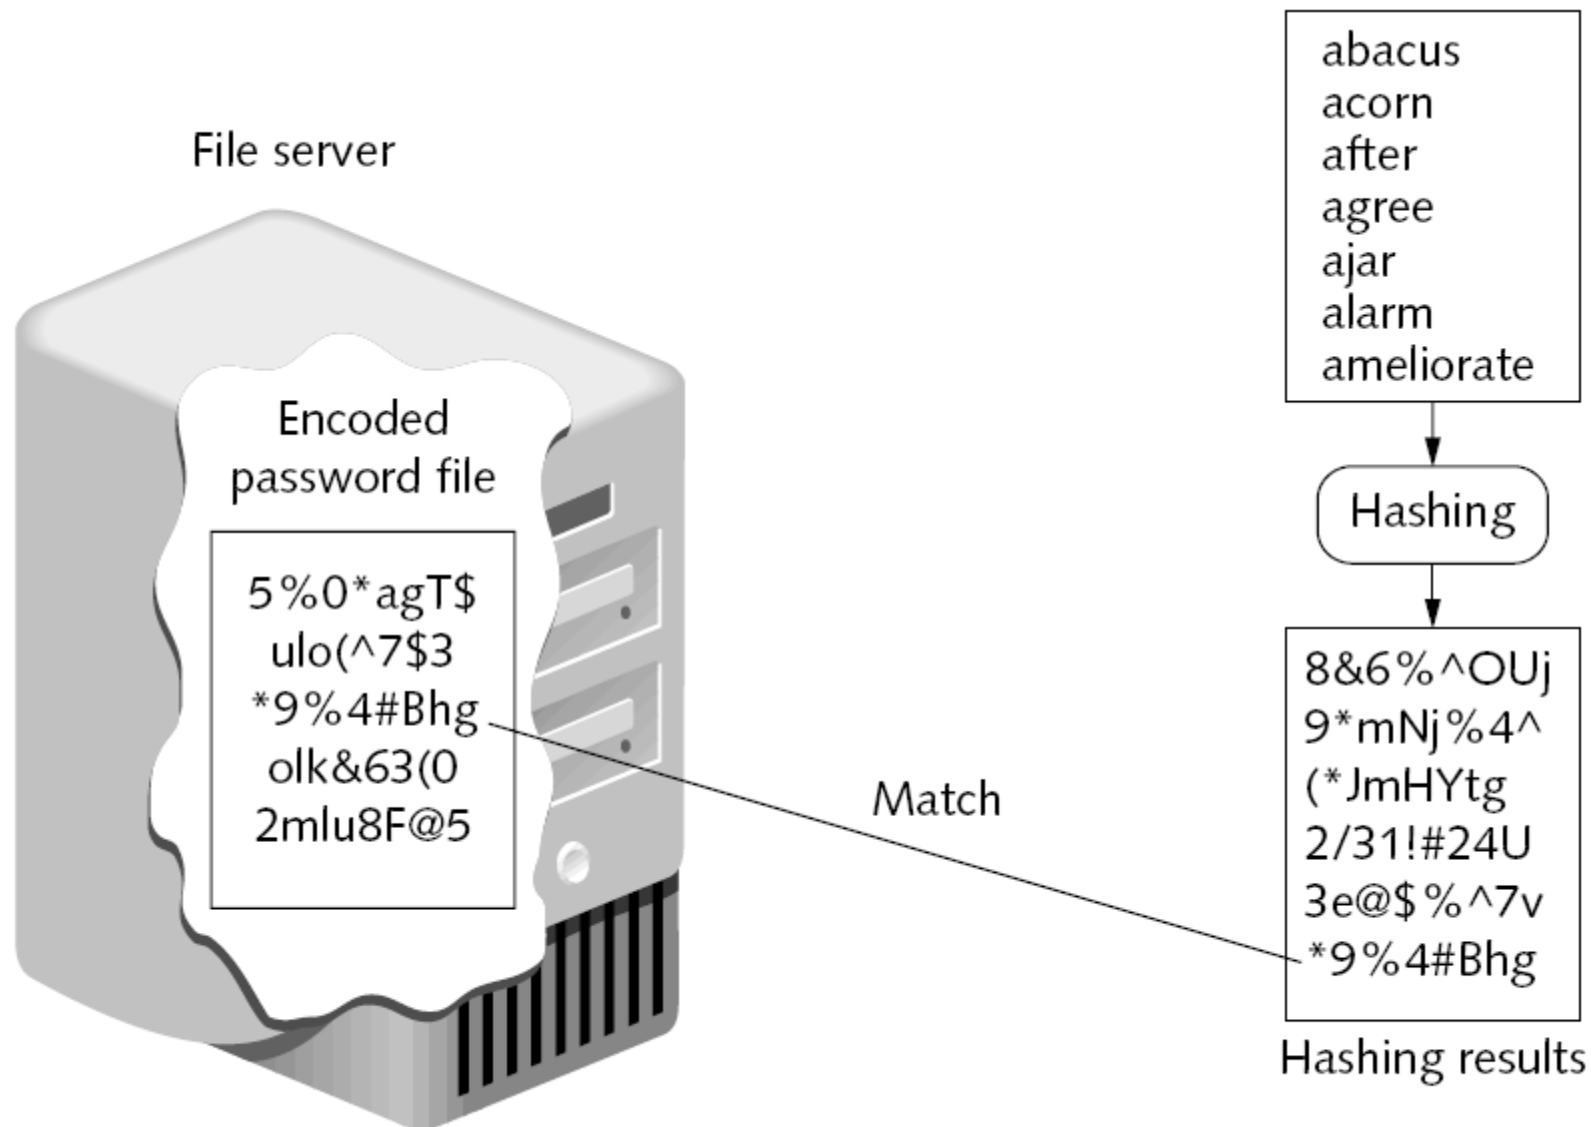 File server
Encoded
password file
5%0*agT$
ulo(^7$3
*9%4#Bhg
olk&63(0
2mlu8F@5
Match
abacus
acorn
after
agree
ajar
alarm
ameliorate
Hashing
8&6%^OUj
9*mNj%4^
(*JmHYtg
2/31!#24U
3e@$%^7v
*9%4#Bhg
Hashing results